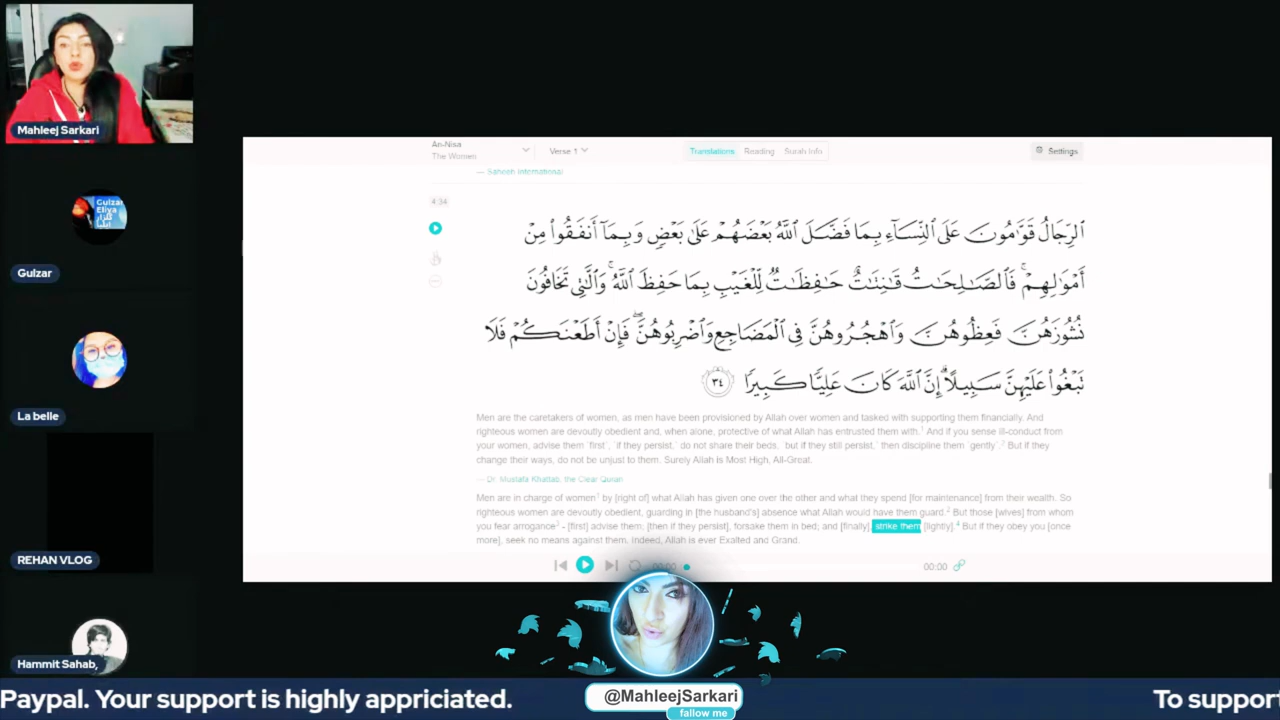 Mahleej Sarkari
Gulzar
Eliya
گلزار
ایلیا
Gulzar
La belle
REHAN VLOG
Hammit Sahab,
An-Nisa
The Women
Verse 1
Translations Reading Surah Info
Settings
— Saheeh International
4:34
ٱلرِّجَالُ قَوَّٰمُونَ عَلَى ٱلنِّسَآءِ بِمَا فَضَّلَ ٱللَّهُ بَعْضَهُمْ عَلَىٰ بَعْضٍ وَبِمَآ أَنفَقُوا۟ مِنْ
أَمْوَٰلِهِمْ ۚ فَٱلصَّـٰلِحَـٰتُ قَـٰنِتَـٰتٌ حَـٰفِظَـٰتٌ لِّلْغَيْبِ بِمَا حَفِظَ ٱللَّهُ ۚ وَٱلَّـٰتِى تَخَافُونَ
نُشُوزَهُنَّ فَعِظُوهُنَّ وَٱهْجُرُوهُنَّ فِى ٱلْمَضَاجِعِ وَٱضْرِبُوهُنَّ ۖ فَإِنْ أَطَعْنَكُمْ فَلَا
تَبْغُوا۟ عَلَيْهِنَّ سَبِيلًا ۗ إِنَّ ٱللَّهَ كَانَ عَلِيًّا كَبِيرًا ٣٤
Men are the caretakers of women, as men have been provisioned by Allah over women and tasked with supporting them financially. And
righteous women are devoutly obedient and, when alone, protective of what Allah has entrusted them with.1 And if you sense ill-conduct from
your women, advise them ˹first˺, ˹if they persist,˺ do not share their beds, ˹but if they still persist,˺ then discipline them ˹gently˺.2 But if they
change their ways, do not be unjust to them. Surely Allah is Most High, All-Great.
— Dr. Mustafa Khattab, the Clear Quran
Men are in charge of women1 by [right of] what Allah has given one over the other and what they spend [for maintenance] from their wealth. So
righteous women are devoutly obedient, guarding in [the husband's] absence what Allah would have them guard.2 But those [wives] from whom
you fear arrogance3 - [first] advise them; [then if they persist], forsake them in bed; and [finally], strike them [lightly].4 But if they obey you [once
more], seek no means against them. Indeed, Allah is ever Exalted and Grand.
00:00 00:00
Paypal. Your support is highly appriciated.
@MahleejSarkari
fallow me
To support